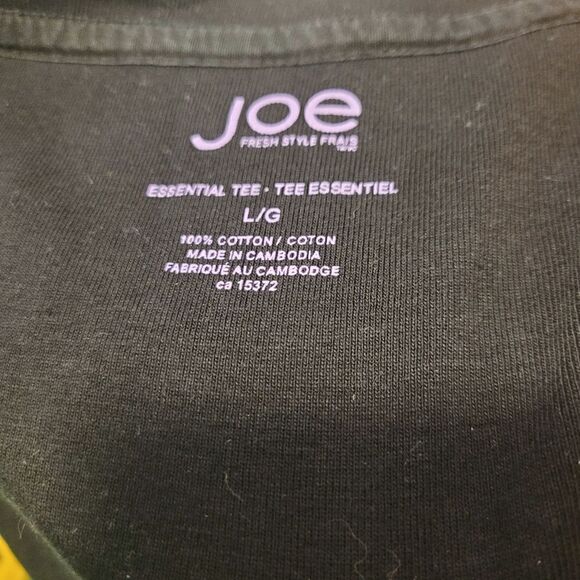 joe
FRESH STYLE FRAIS
ESSENTIAL TEE • TEE ESSENTIEL
L/G
100% COTTON / COTON
MADE IN CAMBODIA
FABRIQUÉ AU CAMBODGE
ca 15372